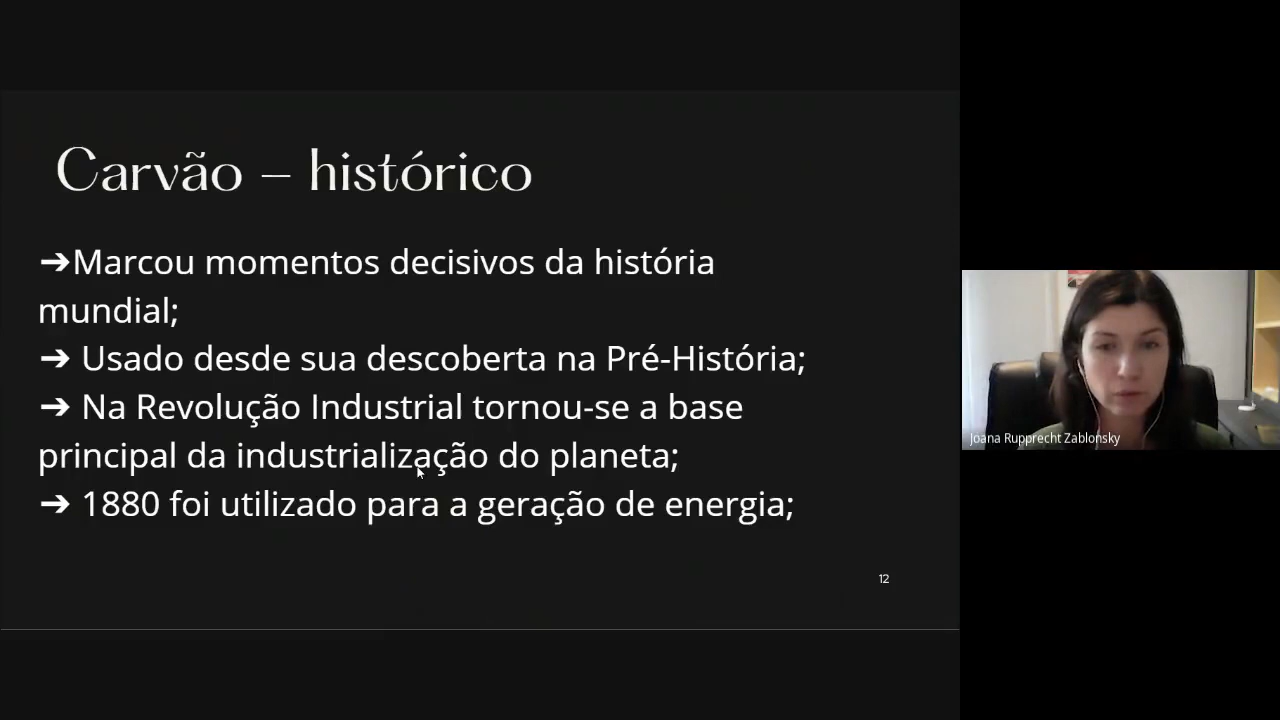 Carvão – histórico
➔Marcou momentos decisivos da história
mundial;
➔ Usado desde sua descoberta na Pré-História;
➔ Na Revolução Industrial tornou-se a base
principal da industrialização do planeta;
➔ 1880 foi utilizado para a geração de energia;
12
Joana Rupprecht Zablonsky